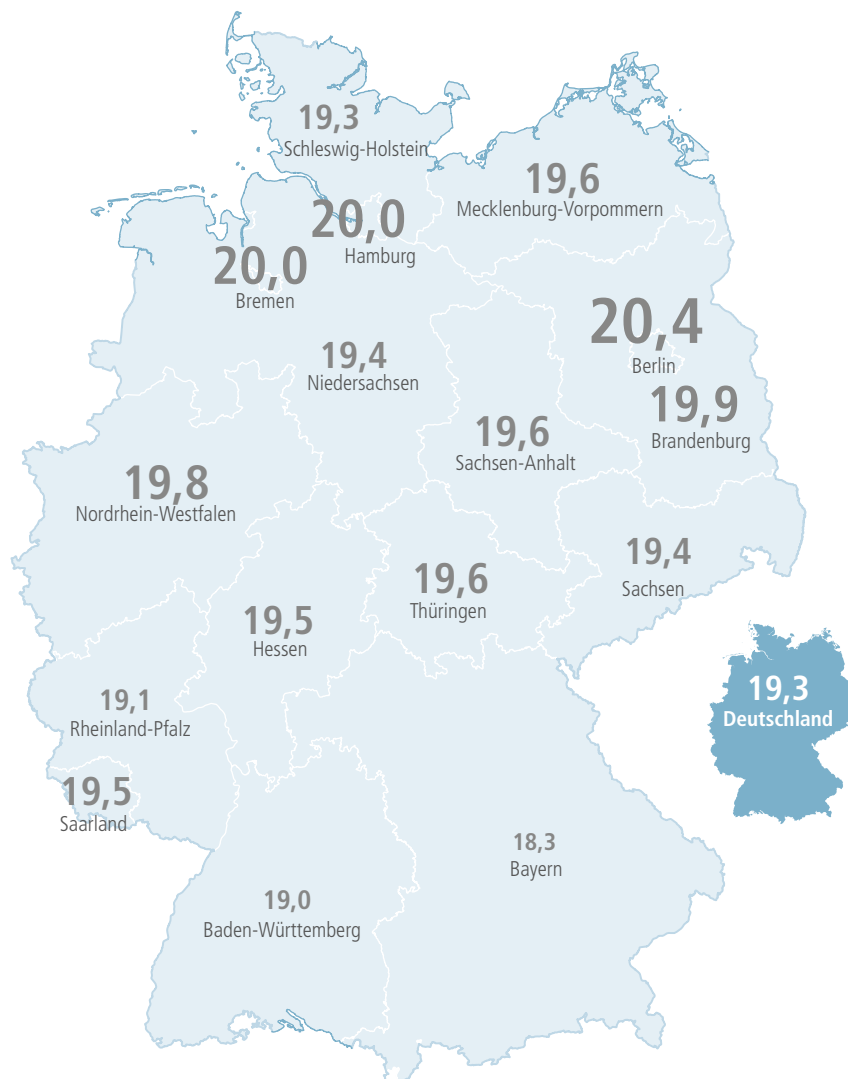 19,3
Schleswig-Holstein
19,6
Mecklenburg-Vorpommern
20,0
Hamburg
20,0
Bremen
20,4
Berlin
19,4
Niedersachsen
19,9
Brandenburg
19,6
Sachsen-Anhalt
19,8
Nordrhein-Westfalen
19,4
Sachsen
19,6
Thüringen
19,5
Hessen
19,3
Deutschland
19,1
Rheinland-Pfalz
19,5
Saarland
18,3
Bayern
19,0
Baden-Württemberg